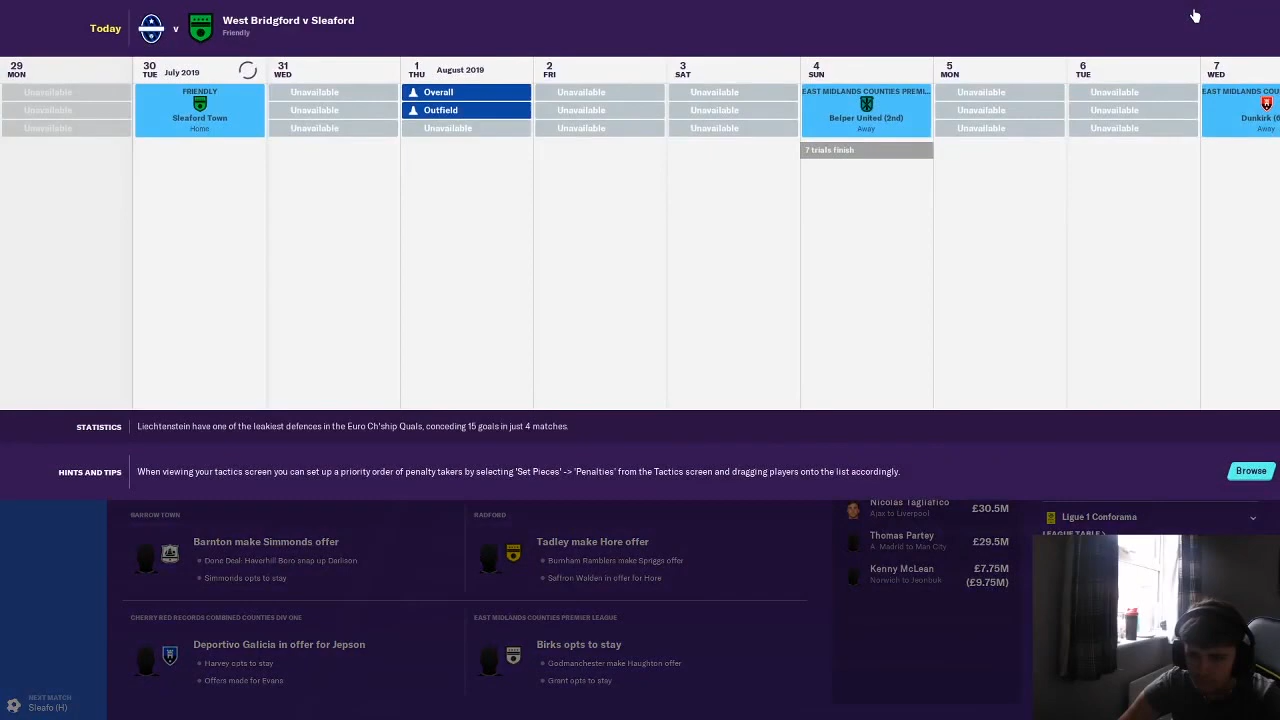 Today
v
West Bridgford v Sleaford
Friendly
29
MON
30
TUE July 2019
31
WED
1
THU August 2019
2
FRI
3
SAT
4
SUN
5
MON
6
TUE
7
WED
Unavailable
Unavailable
Unavailable
FRIENDLY
Sleaford Town
Home
Unavailable
Unavailable
Unavailable
Overall
Outfield
Unavailable
Unavailable
Unavailable
Unavailable
Unavailable
Unavailable
Unavailable
EAST MIDLANDS COUNTIES PREMI...
Belper United (2nd)
Away
7 trials finish
Unavailable
Unavailable
Unavailable
Unavailable
Unavailable
Unavailable
EAST MIDLANDS COU
Dunkirk (6
Away
STATISTICS
Liechtenstein have one of the leakiest defences in the Euro Ch'ship Quals, conceding 15 goals in just 4 matches.
HINTS AND TIPS
When viewing your tactics screen you can set up a priority order of penalty takers by selecting 'Set Pieces' -> 'Penalties' from the Tactics screen and dragging players onto the list accordingly.
Browse
BARROW TOWN
Barnton make Simmonds offer
Done Deal: Haverhill Boro snap up Darlison
Simmonds opts to stay
RADFORD
Tadley make Hore offer
Burnham Ramblers make Spriggs offer
Saffron Walden in offer for Hore
CHERRY RED RECORDS COMBINED COUNTIES DIV ONE
Deportivo Galicia in offer for Jepson
Harvey opts to stay
Offers made for Evans
EAST MIDLANDS COUNTIES PREMIER LEAGUE
Birks opts to stay
Godmanchester make Haughton offer
Grant opts to stay
Nicolas Tagliafico
Ajax to Liverpool
£30.5M
Thomas Partey
A. Madrid to Man City
£29.5M
Kenny McLean
Norwich to Jeonbuk
£7.75M
(£9.75M)
Ligue 1 Conforama
LEAGUE TABLE >
NEXT MATCH
Sleafo (H)